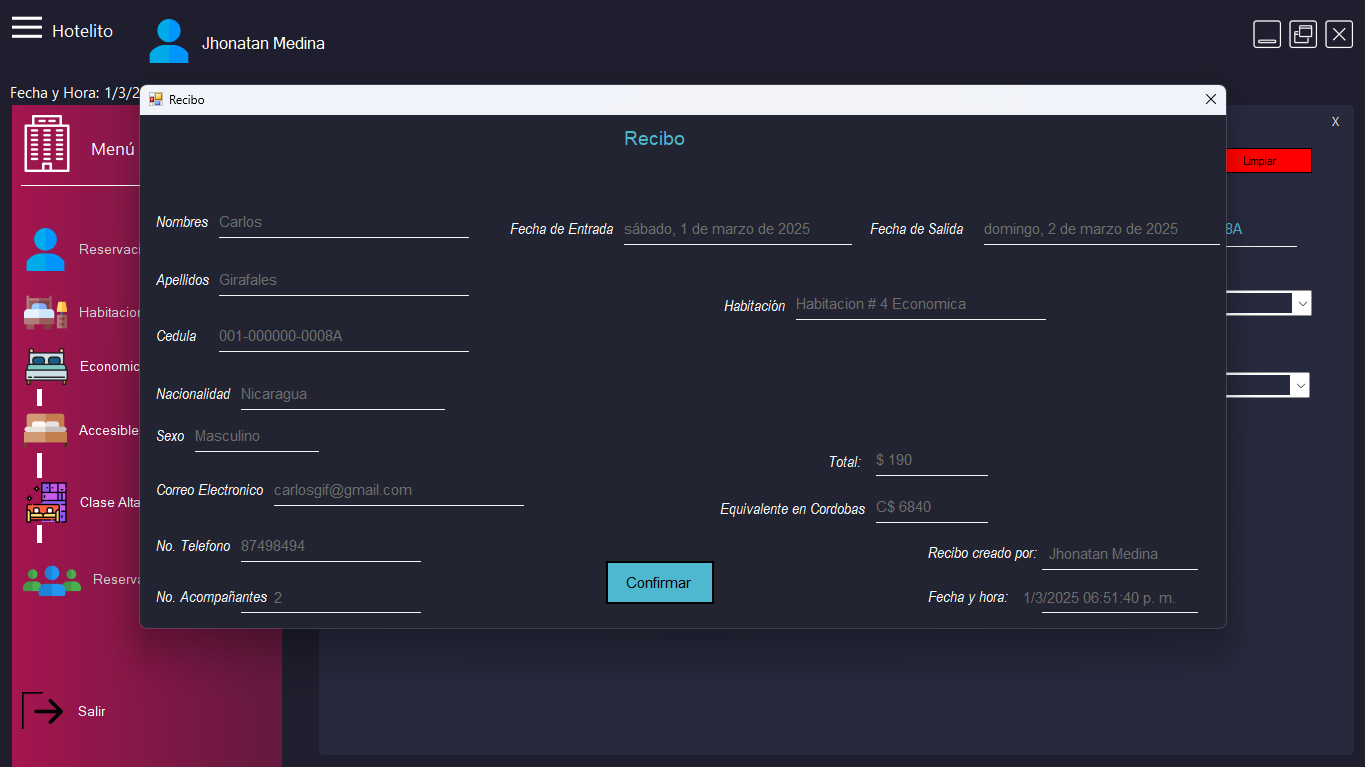 Hotelito
Jhonatan Medina
Fecha y Hora: 1/3/2
Recibo
X
Menú
Recibo
Limpiar
Nombres Carlos
Fecha de Entrada sábado, 1 de marzo de 2025
Fecha de Salida domingo, 2 de marzo de 2025
8A
Reservaci
Apellidos Girafales
Habitación Habitacion # 4 Economica
Habitacion
Cedula 001-000000-0008A
Economic
Nacionalidad Nicaragua
Accesible
Sexo Masculino
Total: $ 190
Correo Electronico carlosgif@gmail.com
Clase Alta
Equivalente en Cordobas C$ 6840
No. Telefono 87498494
Recibo creado por: Jhonatan Medina
Reserva
Confirmar
No. Acompañantes 2
Fecha y hora: 1/3/2025 06:51:40 p. m.
Salir